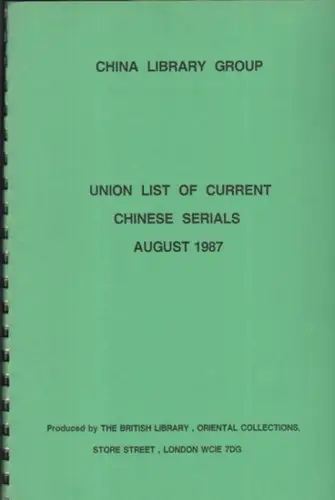 CHINA LIBRARY GROUP
UNION LIST OF CURRENT
CHINESE SERIALS
AUGUST 1987
Produced by THE BRITISH LIBRARY , ORIENTAL COLLECTIONS,
STORE STREET , LONDON WCIE 7DG